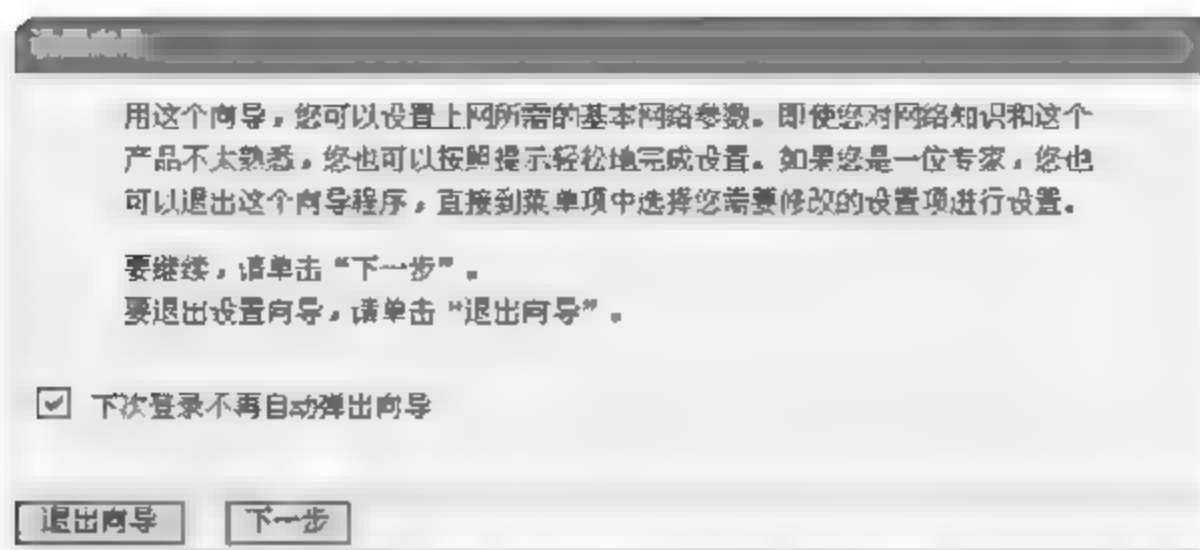 用这个向导，您可以设置上网所需的基本网络参数。即使您对网络知识和这个
产品不太熟悉，您也可以按照提示轻松地完成设置。如果您是一位专家，您也
可以退出这个向导程序，直接到菜单项中选择您需要修改的设置项进行设置。
要继续，请单击“下一步”。
要退出设置向导，请单击“退出向导”。
下次登录不再自动弹出向导
退出向导
下一步